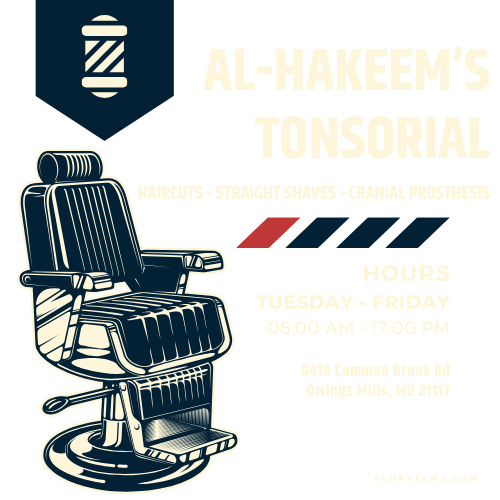 AL-HAKEEM'S
TONSORIAL
HAIRCUTS - STRAIGHT SHAVES - CRANIAL PROSTHESIS
HOURS
TUESDAY - FRIDAY
08:00 AM - 17:00 PM
9419 Common Brook Rd
Owings Mills, MD 21117
ALHAKEEMS.COM